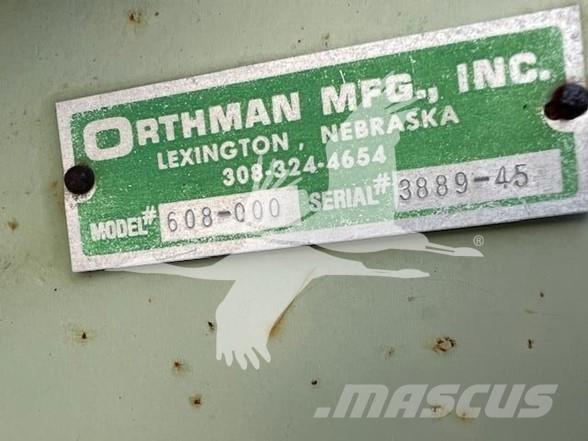 ORTHMAN MFG., INC.
LEXINGTON, NEBRASKA
308-324-4654
MODEL# 608-000 SERIAL# 3889-45
®
MASCUS